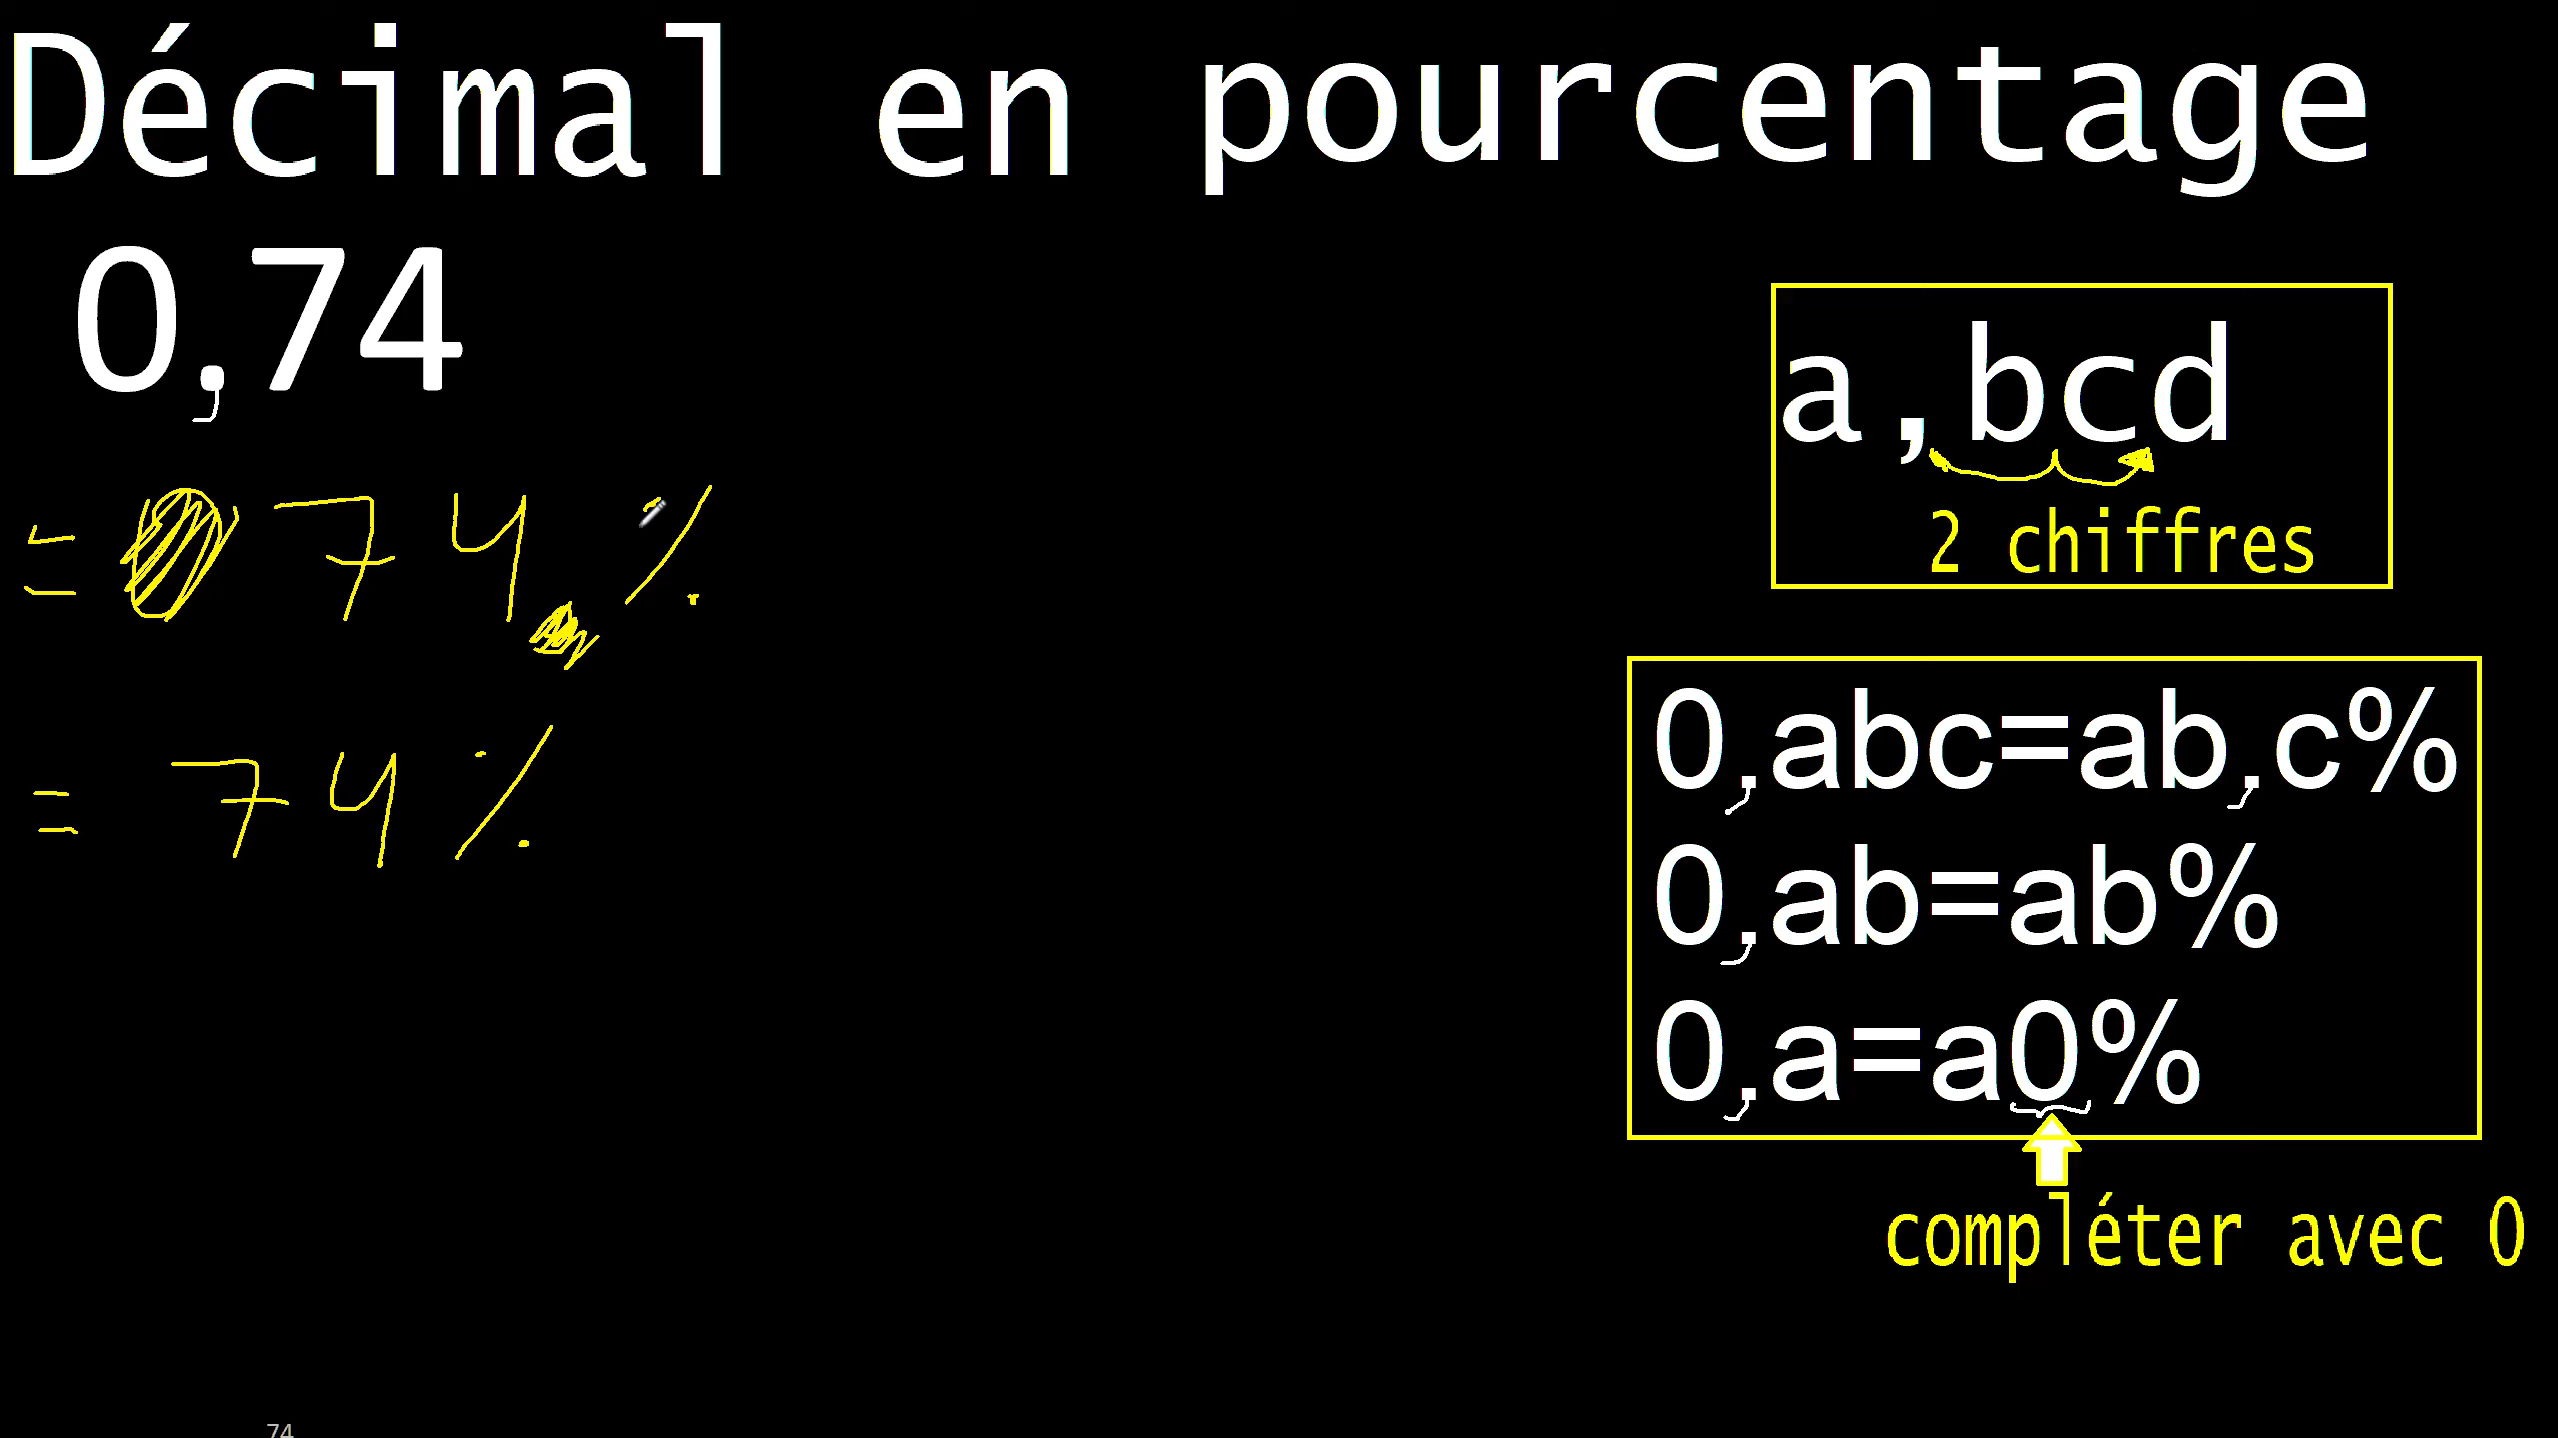 Décimal en pourcentage
0,74
= 74 %
= 74 %
a,bcd
2 chiffres
0,abc=ab,c%
0,ab=ab%
0,a=a0%
compléter avec 0
74